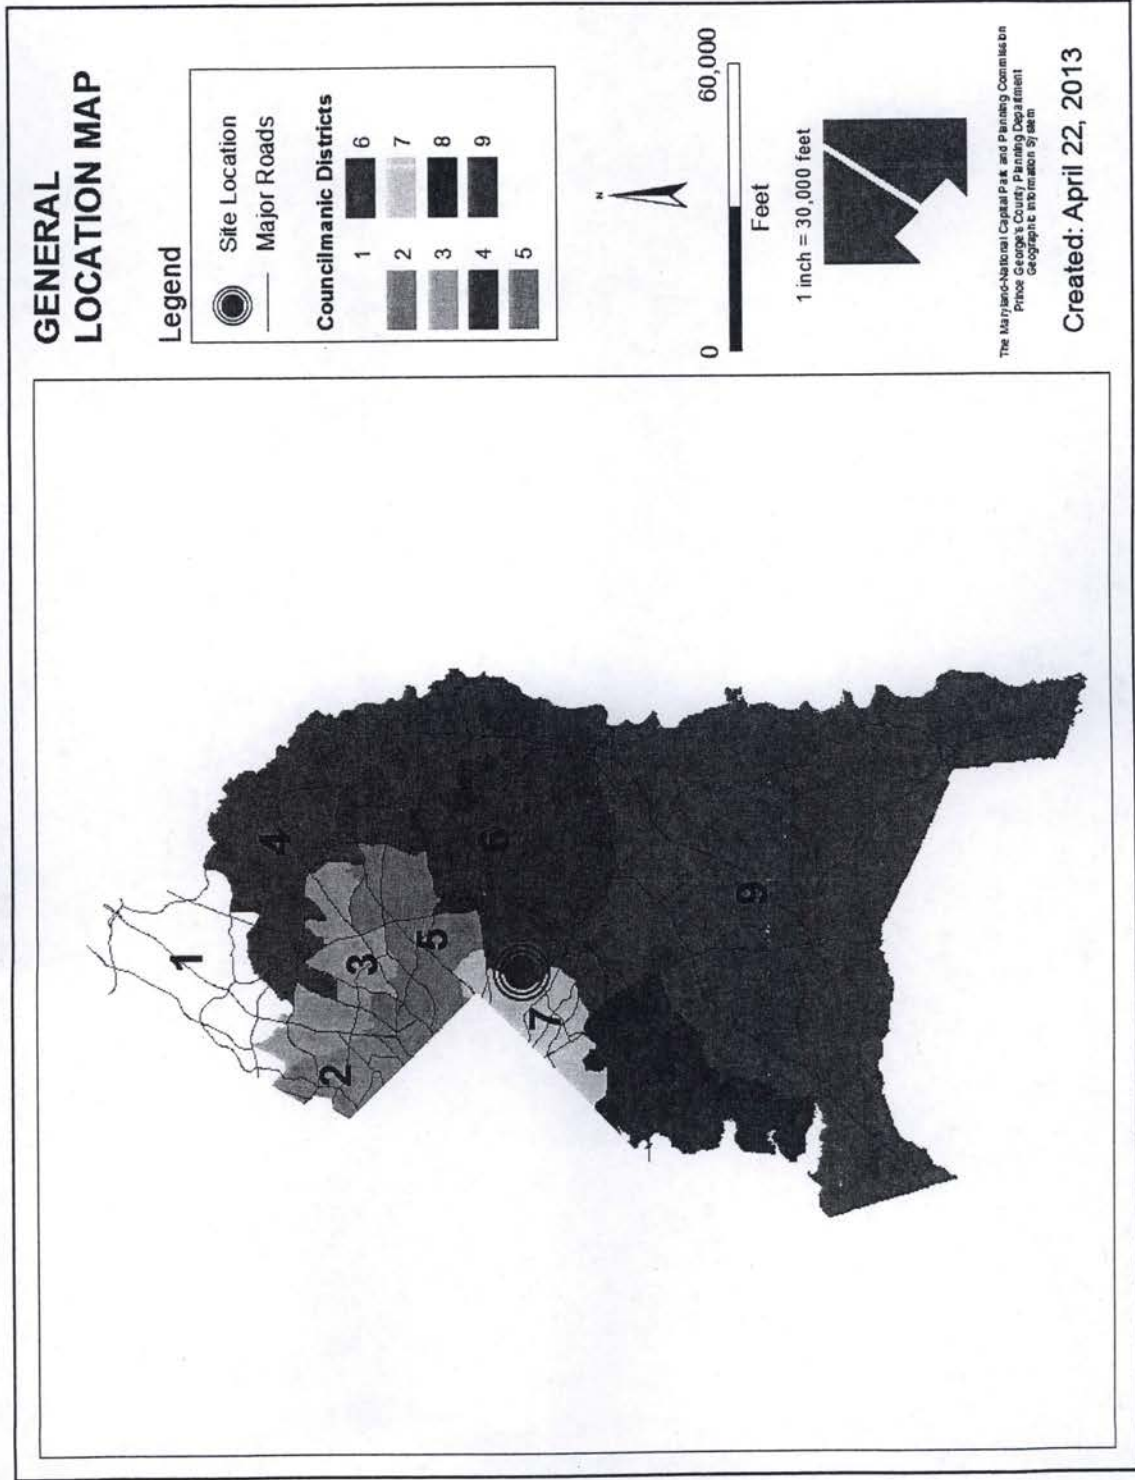 GENERAL
LOCATION MAP
Legend
Site Location
Major Roads
Councilmanic Districts
1
2
3
4
5
6
7
8
9
N
0
60,000
Feet
1 inch = 30,000 feet
The Maryland-National Capital Park and Planning Commission
Prince George's County Planning Department
Geographic Information System
Created: April 22, 2013
1
2
3
4
5
6
7
9